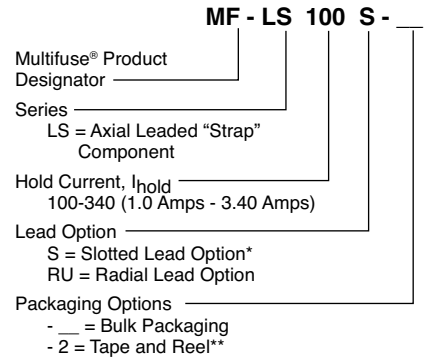 MF - LS 100 S - __
Multifuse® Product
Designator
Series
LS = Axial Leaded “Strap”
Component
Hold Current, Ihold
100-340 (1.0 Amps - 3.40 Amps)
Lead Option
S = Slotted Lead Option*
RU = Radial Lead Option
Packaging Options
- __ = Bulk Packaging
- 2 = Tape and Reel**